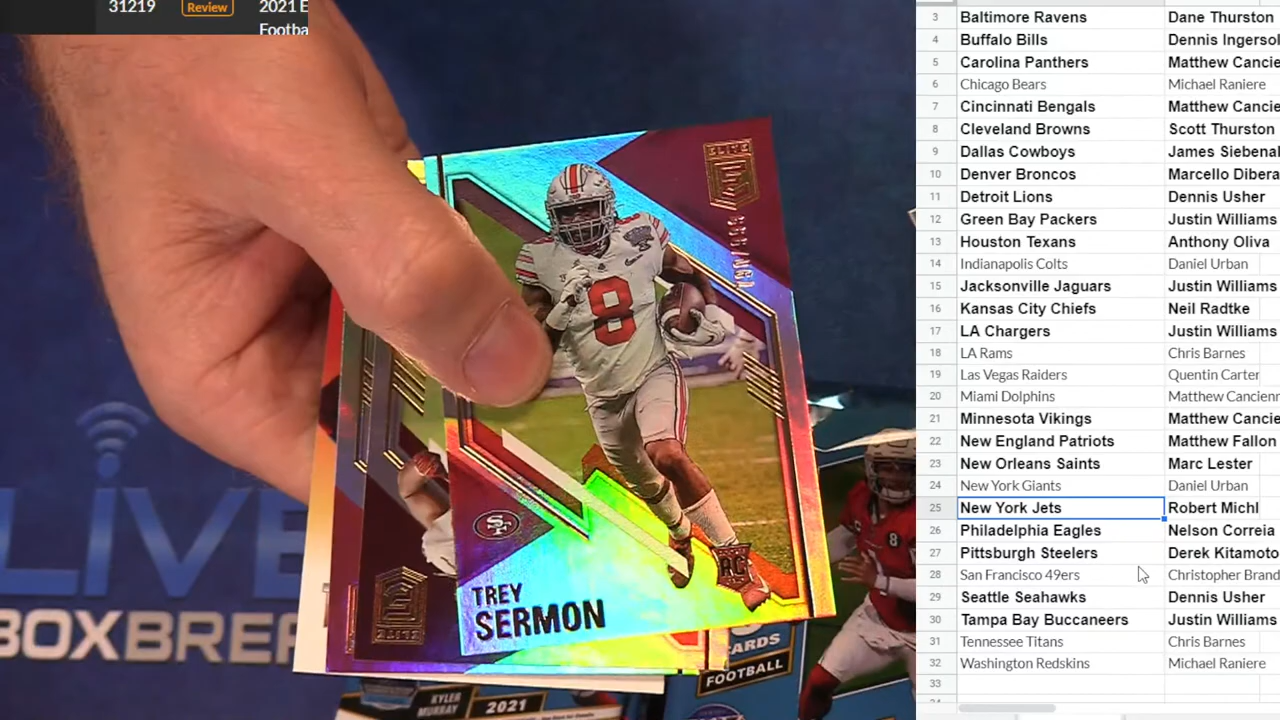 31219
Review
2021 E
Footba
ELITE
8
TREY
SERMON
RC
ELITE
LIVE
BOXBRE
CARDS
FOOTBALL
KYLER
MURRAY
2021
8
3 Baltimore Ravens Dane Thurston
4 Buffalo Bills Dennis Ingersol
5 Carolina Panthers Matthew Cancie
6 Chicago Bears Michael Raniere
7 Cincinnati Bengals Matthew Cancie
8 Cleveland Browns Scott Thurston
9 Dallas Cowboys James Siebenal
10 Denver Broncos Marcello Dibera
11 Detroit Lions Dennis Usher
12 Green Bay Packers Justin Williams
13 Houston Texans Anthony Oliva
14 Indianapolis Colts Daniel Urban
15 Jacksonville Jaguars Justin Williams
16 Kansas City Chiefs Neil Radtke
17 LA Chargers Justin Williams
18 LA Rams Chris Barnes
19 Las Vegas Raiders Quentin Carter
20 Miami Dolphins Matthew Cancienn
21 Minnesota Vikings Matthew Cancie
22 New England Patriots Matthew Fallon
23 New Orleans Saints Marc Lester
24 New York Giants Daniel Urban
25 New York Jets Robert Michl
26 Philadelphia Eagles Nelson Correia
27 Pittsburgh Steelers Derek Kitamoto
28 San Francisco 49ers Christopher Brand
29 Seattle Seahawks Dennis Usher
30 Tampa Bay Buccaneers Justin Williams
31 Tennessee Titans Chris Barnes
32 Washington Redskins Michael Raniere
33